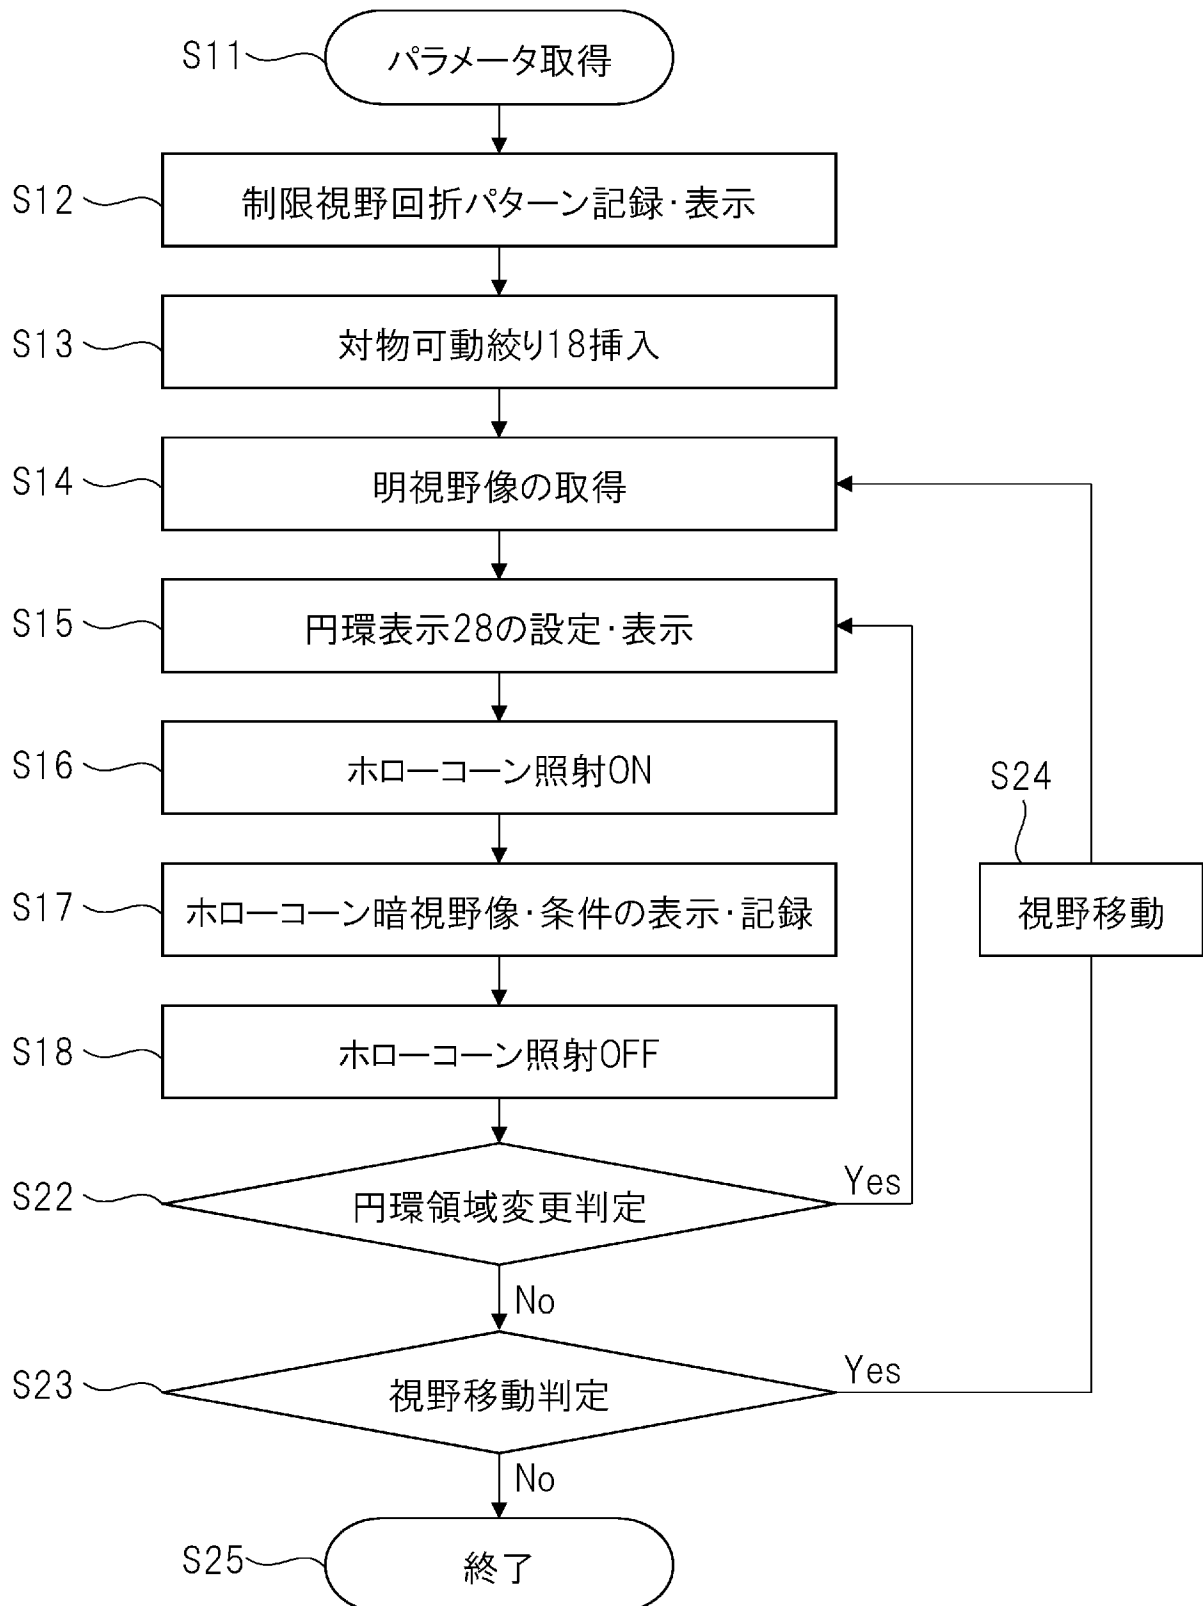 S11
パラメータ取得
S12
制限視野回折パターン記録・表示
S13
対物可動絞り18挿入
S14
明視野像の取得
S15
円環表示28の設定・表示
S16
ホローコーン照射ON
S24
S17
ホローコーン暗視野像・条件の表示・記録
視野移動
S18
ホローコーン照射OFF
S22
円環領域変更判定
Yes
No
S23
視野移動判定
Yes
No
S25
終了